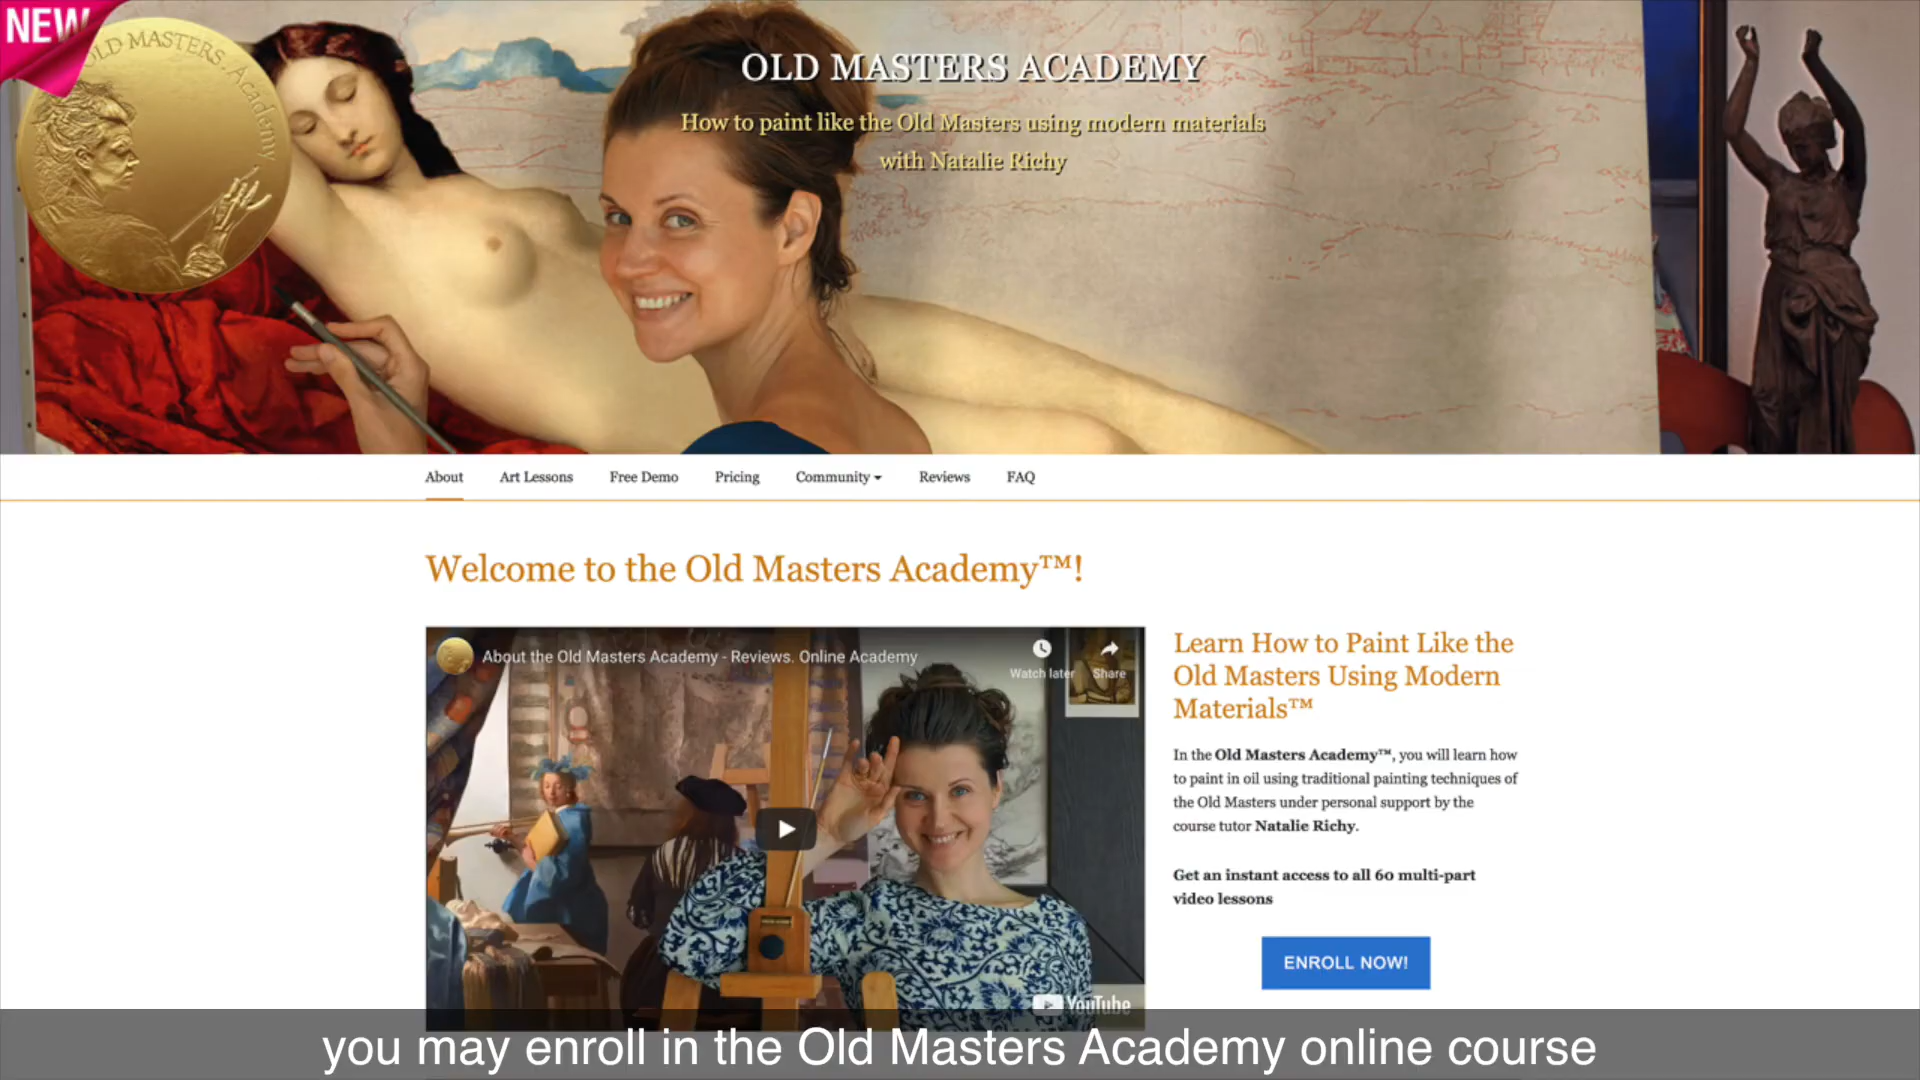 NEW
OLD MASTERS. Academy
OLD MASTERS ACADEMY
How to paint like the Old Masters using modern materials
with Natalie Richy
About Art Lessons Free Demo Pricing Community Reviews FAQ
Welcome to the Old Masters Academy™!
About the Old Masters Academy - Reviews. Online Academy
Watch later Share
YouTube
Learn How to Paint Like the
Old Masters Using Modern
Materials™
In the Old Masters Academy™, you will learn how
to paint in oil using traditional painting techniques of
the Old Masters under personal support by the
course tutor Natalie Richy.
Get an instant access to all 60 multi-part
video lessons
ENROLL NOW!
you may enroll in the Old Masters Academy online course